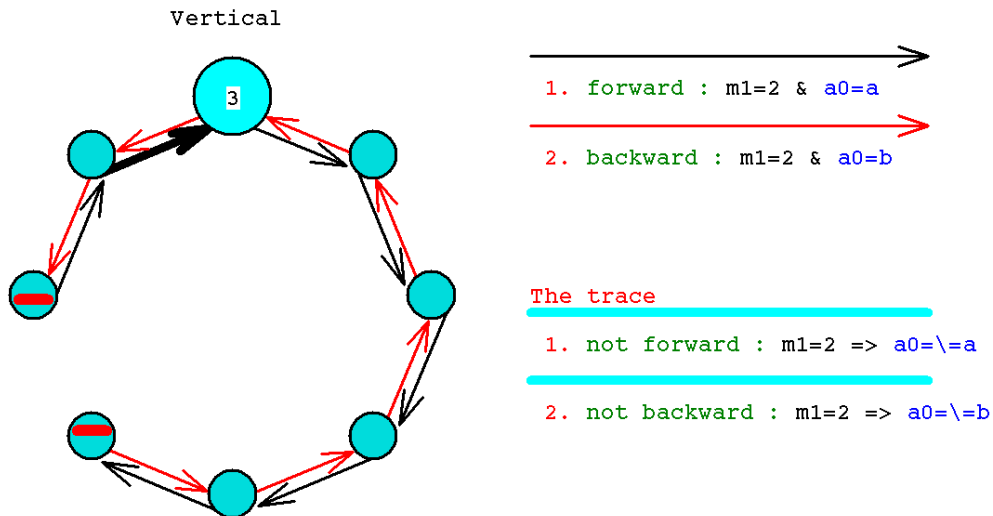 Vertical
3
1. forward : m1=2 & a0=a
2. backward : m1=2 & a0=b
The trace
1. not forward : m1=2 => a0=\=a
2. not backward : m1=2 => a0=\=b